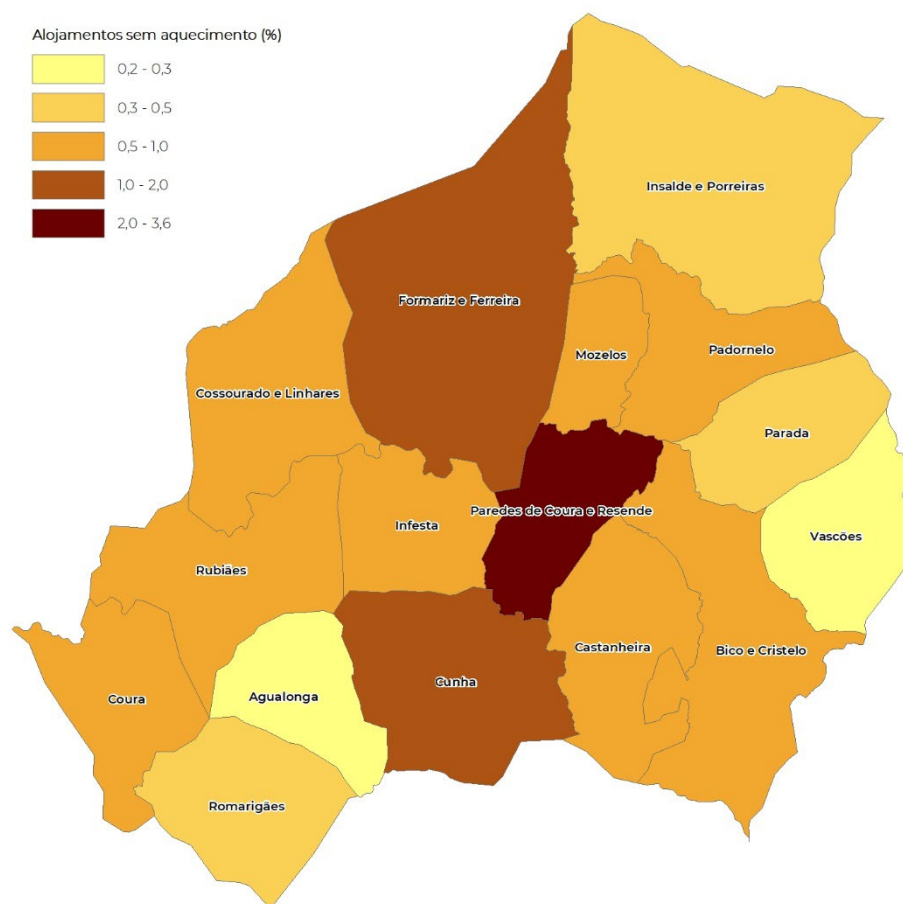 Alojamentos sem aquecimento (%)
0,2 - 0,3
0,3 - 0,5
0,5 - 1,0
1,0 - 2,0
2,0 - 3,6
Insalde e Porreiras
Formariz e Ferreira
Mozelos
Padornelo
Cossourado e Linhares
Parada
Paredes de Coura e Resende
Infesta
Vascões
Rubiães
Castanheira
Bico e Cristelo
Cunha
Agualonga
Coura
Romarigães